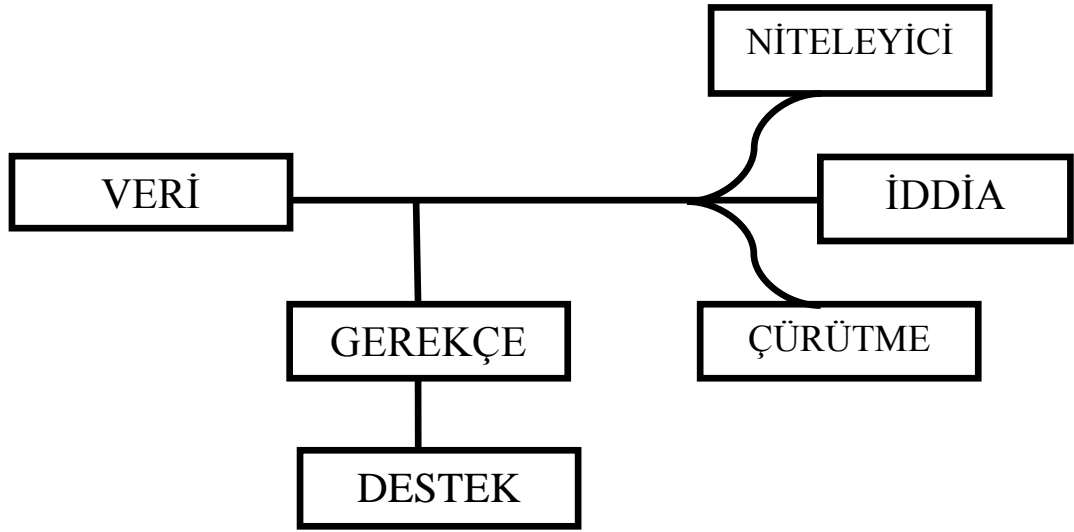 NİTELEYİCİ
VERİ
İDDİA
GEREKÇE
ÇÜRÜTME
DESTEK